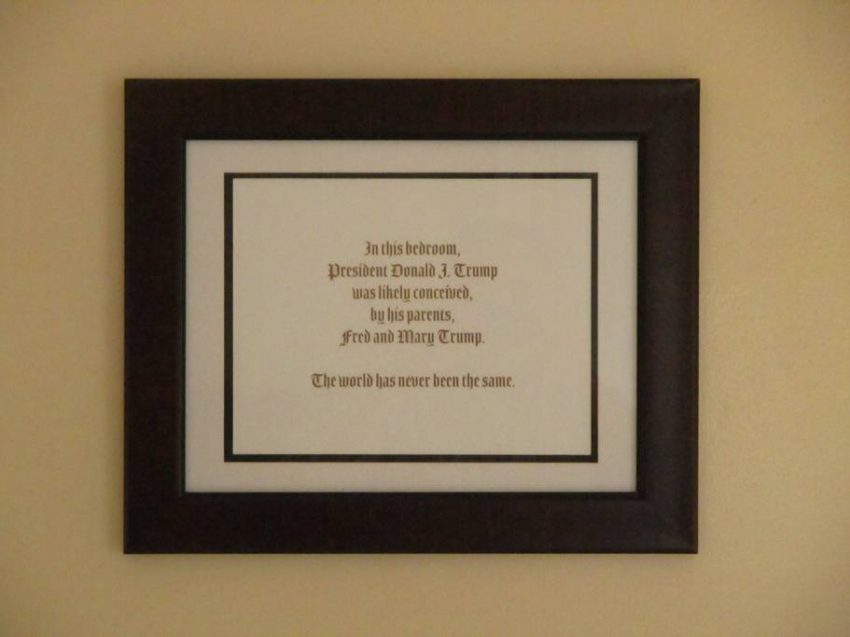 In this bedroom,
President Donald J. Trump
was likely conceived,
by his parents,
Fred and Mary Trump.
The world has never been the same.